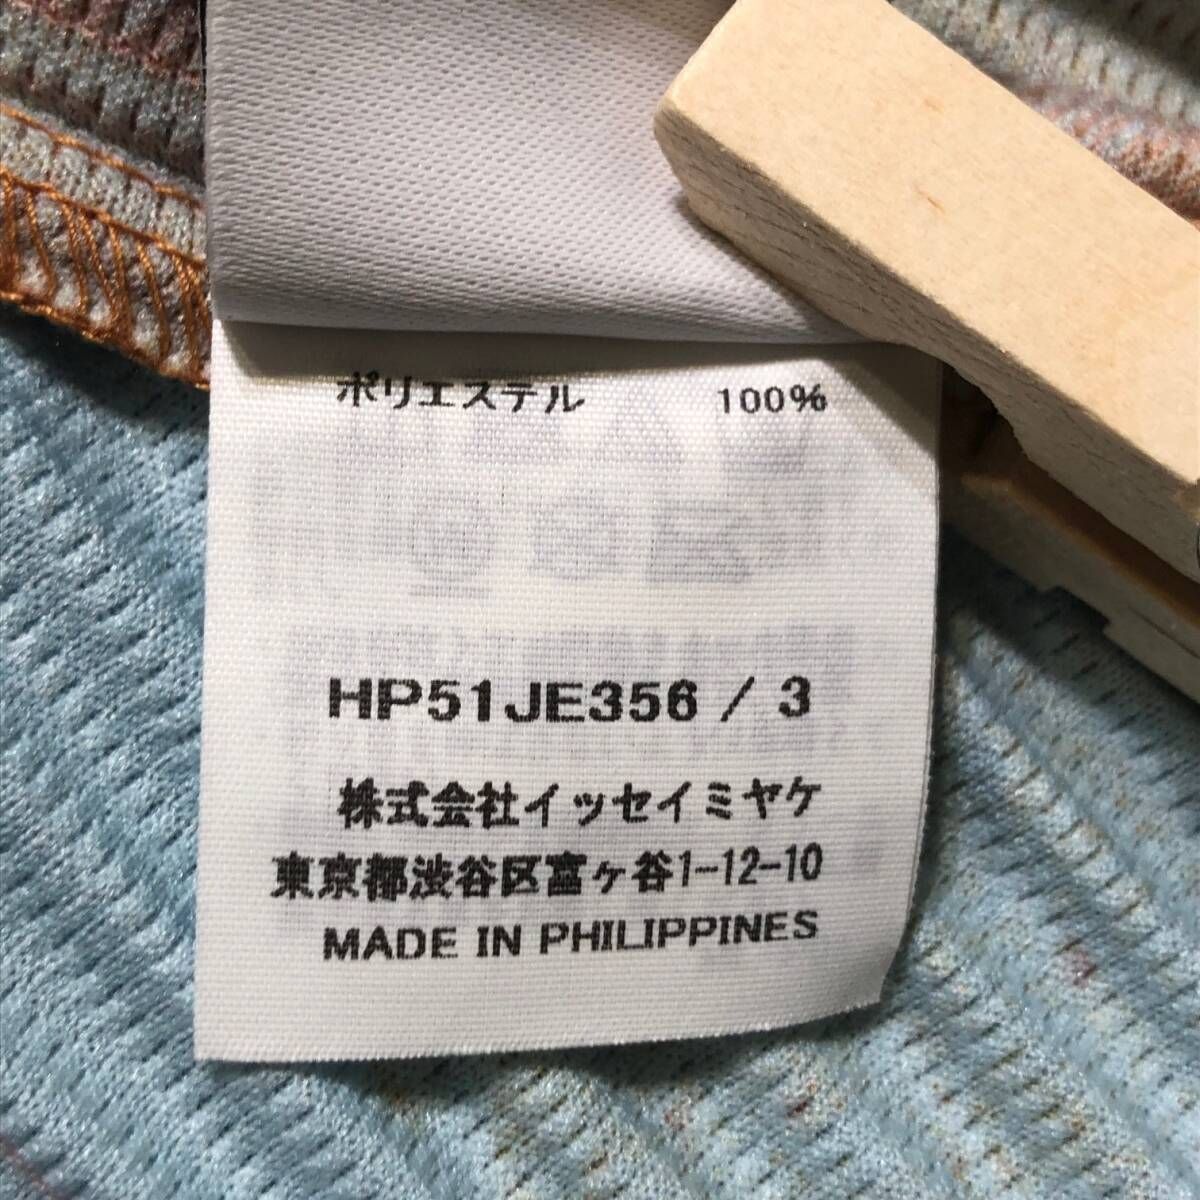 ポリエステル 100%
HP51JE356 / 3
株式会社イッセイミヤケ
東京都渋谷区富ヶ谷1-12-10
MADE IN PHILIPPINES